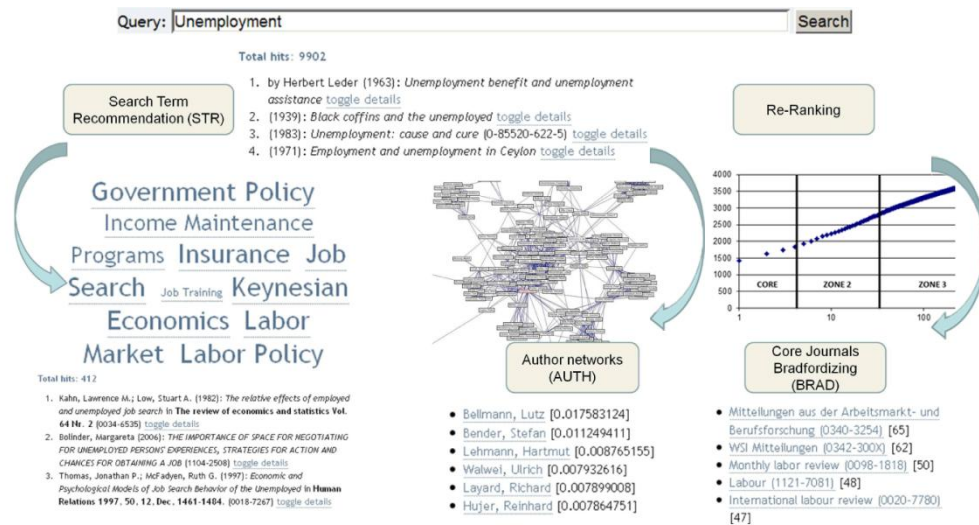 Query: Unemployment Search
Total hits: 9902
1. by Herbert Leder (1963): Unemployment benefit and unemployment
assistance toggle details
2. (1939): Black coffins and the unemployed toggle details
3. (1983): Unemployment: cause and cure (0-85520-622-5) toggle details
4. (1971): Employment and unemployment in Ceylon toggle details
Search Term
Recommendation (STR)
Re-Ranking
Government Policy
Income Maintenance
Programs Insurance Job
Search Job Training Keynesian
Economics Labor
Market Labor Policy
Total hits: 412
1. Kahn, Lawrence M.; Low, Stuart A. (1982): The relative effects of employed
and unemployed job search in The review of economics and statistics Vol.
64 Nr. 2 (0034-6535) toggle details
2. Bolinder, Margareta (2006): THE IMPORTANCE OF SPACE FOR NEGOTIATING
FOR UNEMPLOYED PERSONS' EXPERIENCES, STRATEGIES FOR ACTION AND
CHANCES FOR OBTAINING A JOB (1104-2508) toggle details
3. Thomas, Jonathan P.; McFadyen, Ruth G. (1997): Economic and
Psychological Models of Job Search Behavior of the Unemployed in Human
Relations 1997, 50, 12, Dec, 1461-1484. (0018-7267) toggle details
Author networks
(AUTH)
Bellmann, Lutz [0.017583124]
Bender, Stefan [0.011249411]
Lehmann, Hartmut [0.008765155]
Walwei, Ulrich [0.007932616]
Layard, Richard [0.007899008]
Hujer, Reinhard [0.007864751]
4000
3500
3000
2500
2000
1500
1000
500
0
CORE ZONE 2 ZONE 3
1 10 100
Core Journals
Bradfordizing
(BRAD)
Mitteilungen aus der Arbeitsmarkt- und
Berufsforschung (0340-3254) [65]
WSI Mitteilungen (0342-300X) [62]
Monthly labor review (0098-1818) [50]
Labour (1121-7081) [48]
International labour review (0020-7780)
[47]